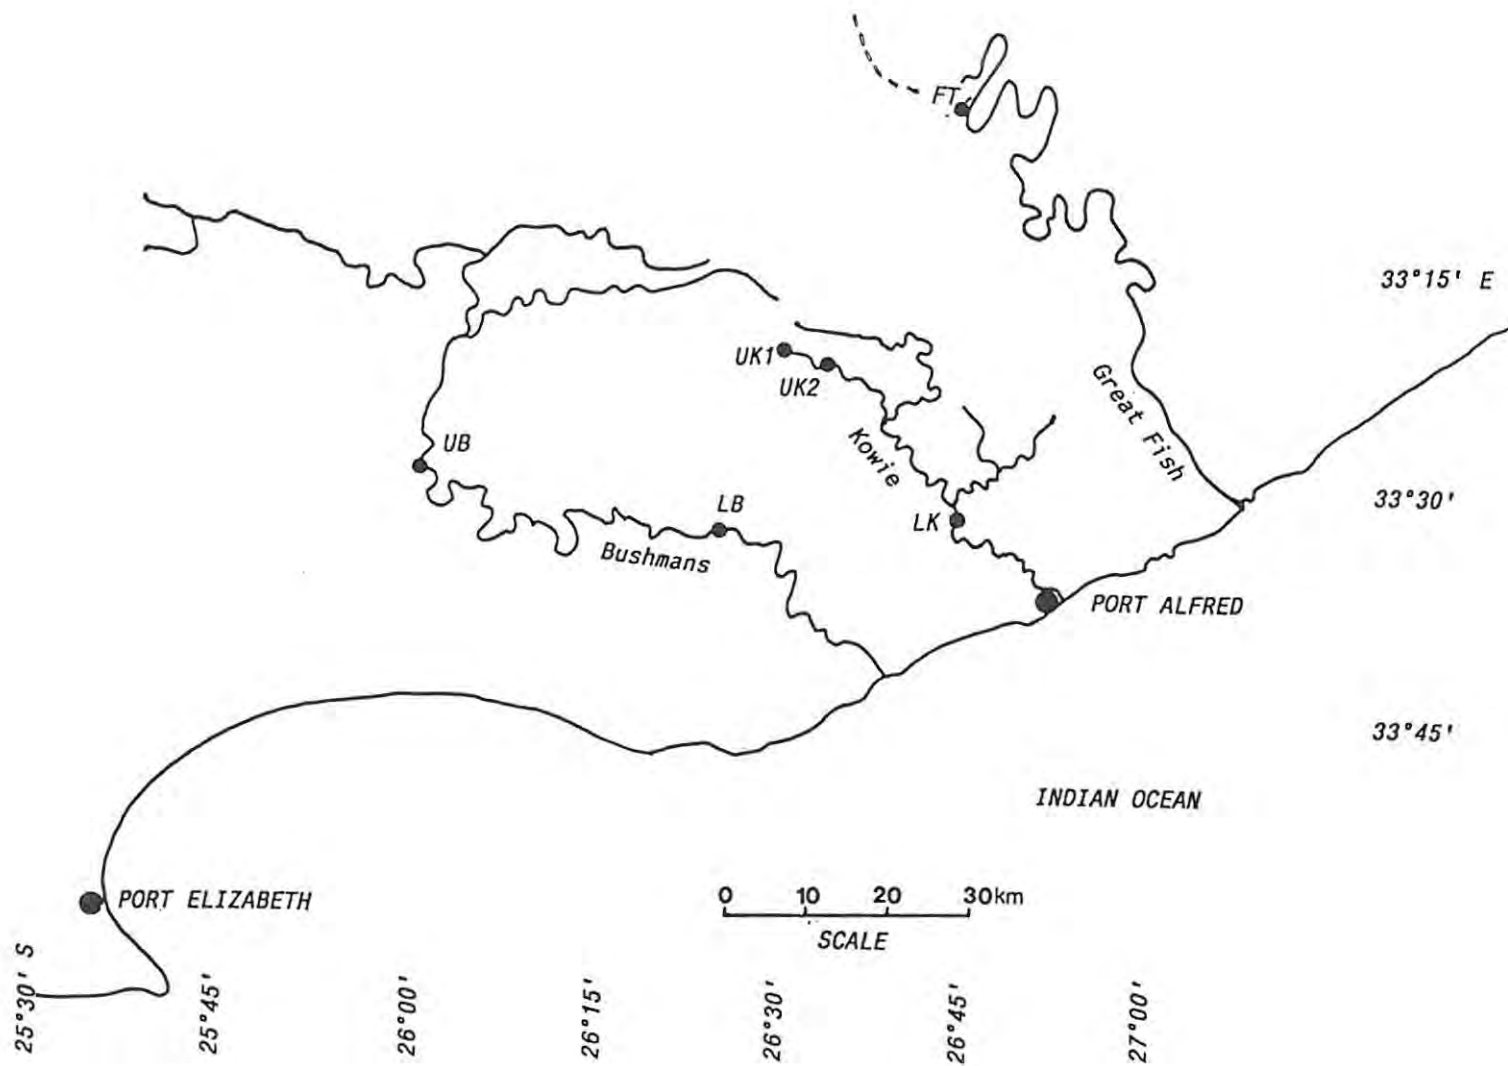 FT
33°15' E
UK1
UK2
Great Fish
UB
Kowie
33°30'
LB
LK
Bushmans
PORT ALFRED
33°45'
INDIAN OCEAN
PORT ELIZABETH
0 10 20 30km
SCALE
25°30' S
25°45'
26°00'
26°15'
26°30'
26°45'
27°00'